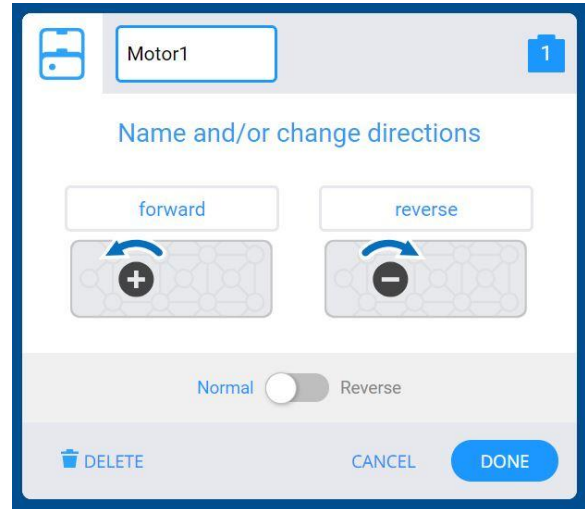 Motor1
1
Name and/or change directions
forward reverse
Normal Reverse
DELETE CANCEL DONE